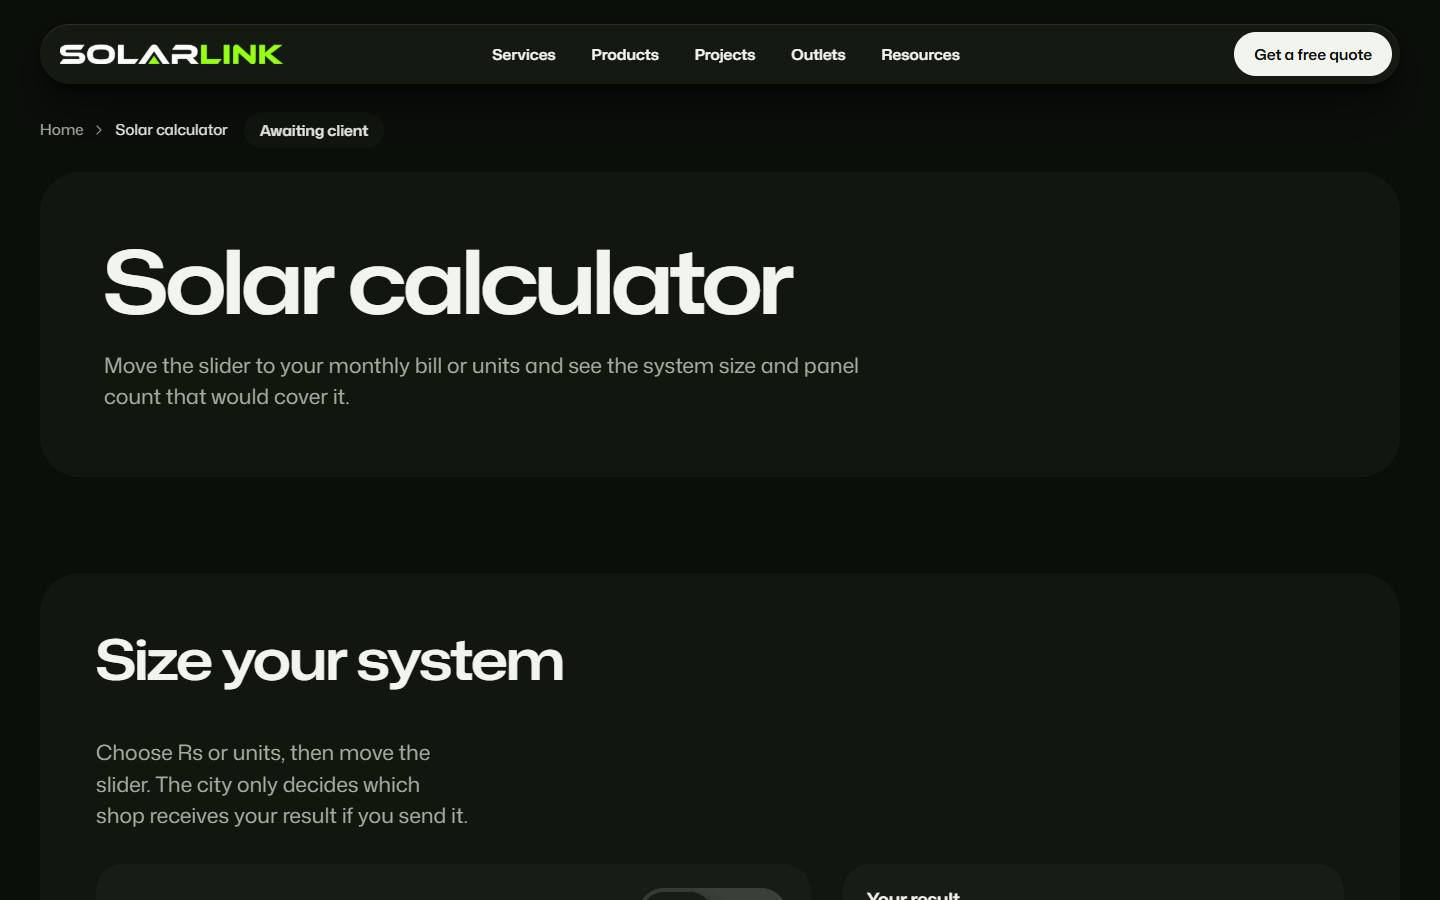 SOLARLINK
Services
Products
Projects
Outlets
Resources
Get a free quote
Home
Solar calculator
Awaiting client
Solar calculator
Move the slider to your monthly bill or units and see the system size and panel
count that would cover it.
Size your system
Choose Rs or units, then move the
slider. The city only decides which
shop receives your result if you send it.
Your result